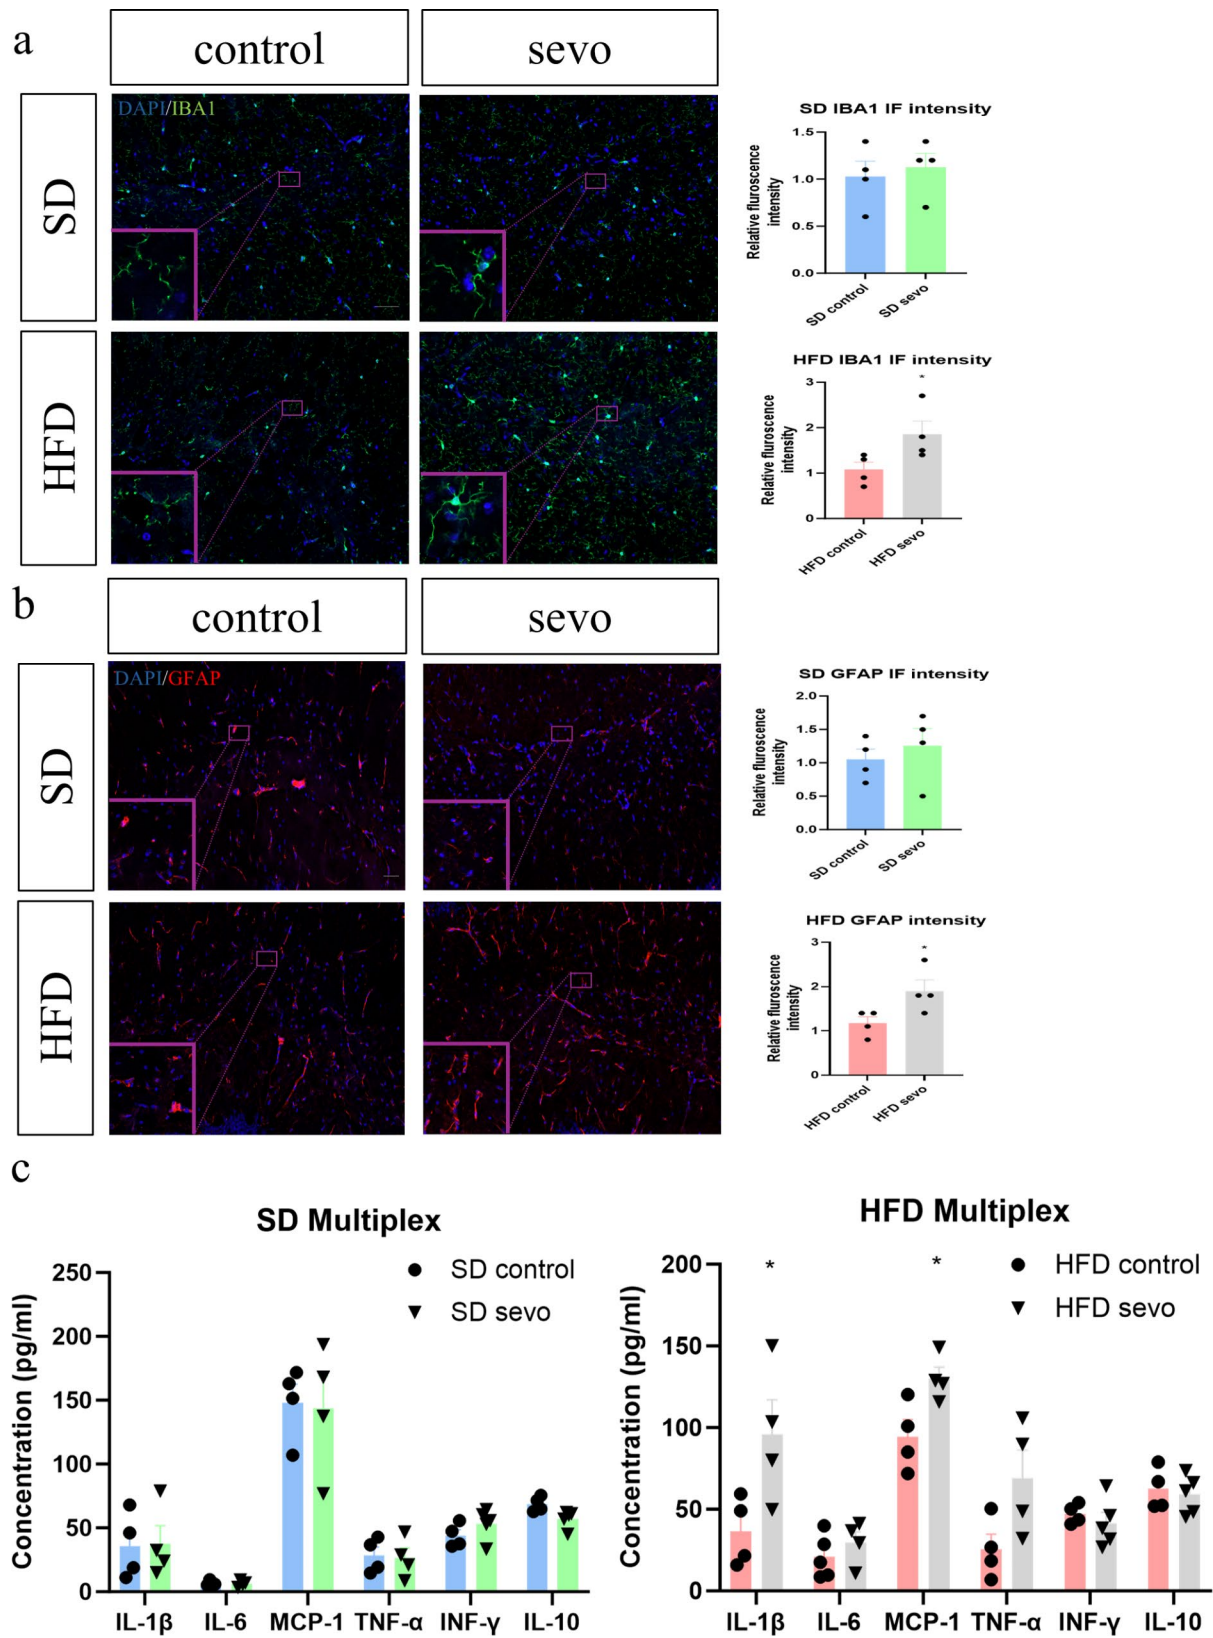 a
control
sevo
SD
DAPI/IBA1
SD IBA1 IF intensity
Relative fluroscence
intensity
1.5
1.0
0.5
0.0
SD control
SD sevo
HFD
HFD IBA1 IF intensity
Relative fluroscence
intensity
3
2
1
0
*
HFD control
HFD sevo
b
control
sevo
SD
DAPI/GFAP
SD GFAP IF intensity
Relative fluroscence
intensity
2.0
1.5
1.0
0.5
0.0
SD control
SD sevo
HFD
HFD GFAP intensity
Relative fluroscence
intensity
3
2
1
0
*
HFD control
HFD sevo
c
SD Multiplex
SD control
SD sevo
Concentration (pg/ml)
250
200
150
100
50
0
IL-1β IL-6 MCP-1 TNF-α INF-γ IL-10
HFD Multiplex
HFD control
HFD sevo
Concentration (pg/ml)
200
150
100
50
0
* *
IL-1β IL-6 MCP-1 TNF-α INF-γ IL-10